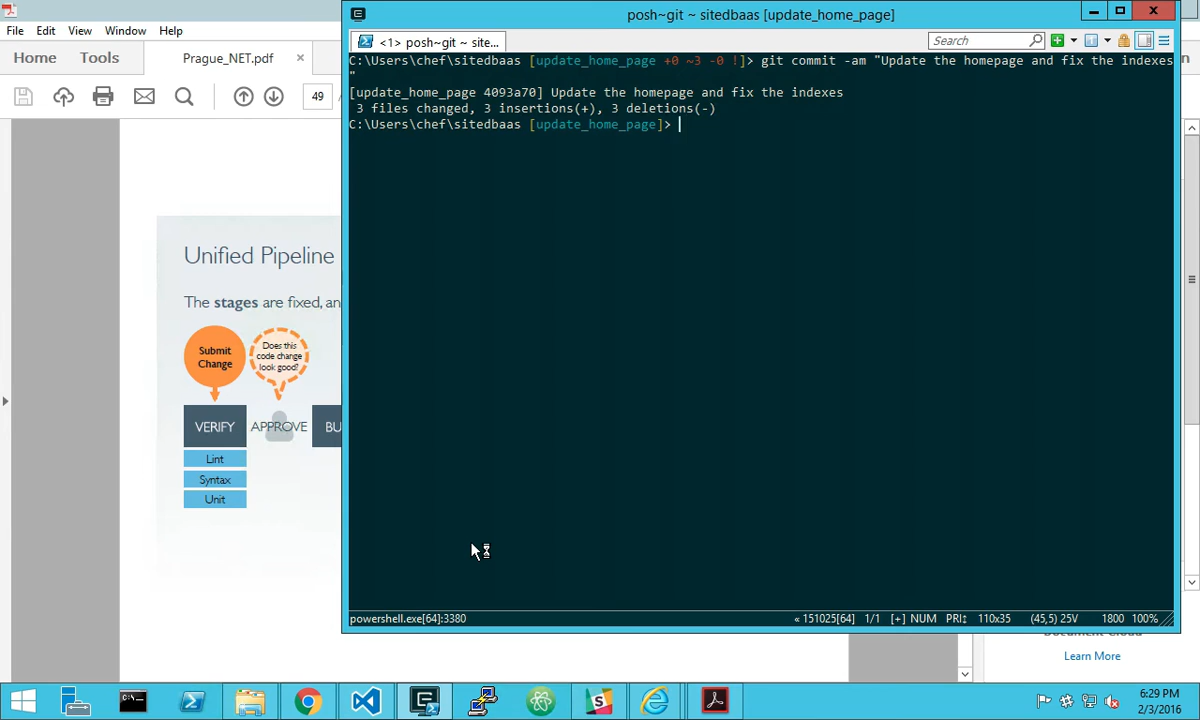 posh~git ~ sitedbaas [update_home_page]
File Edit View Window Help
<1> posh~git ~ site...
Search
Home Tools Prague_NET.pdf ×
49
C:\Users\chef\sitedbaas [update_home_page +0 ~3 -0 !]> git commit -am "Update the homepage and fix the indexes
"
[update_home_page 4093a70] Update the homepage and fix the indexes
3 files changed, 3 insertions(+), 3 deletions(-)
C:\Users\chef\sitedbaas [update_home_page]>
Unified Pipeline
The stages are fixed, an
Submit
Change
Does this
code change
look good?
VERIFY
APPROVE
BU
Lint
Syntax
Unit
powershell.exe[64]:3380
« 151025[64] 1/1 [+] NUM PRI↕ 110x35 (45,5) 25V 1800 100%
Learn More
6:29 PM
2/3/2016